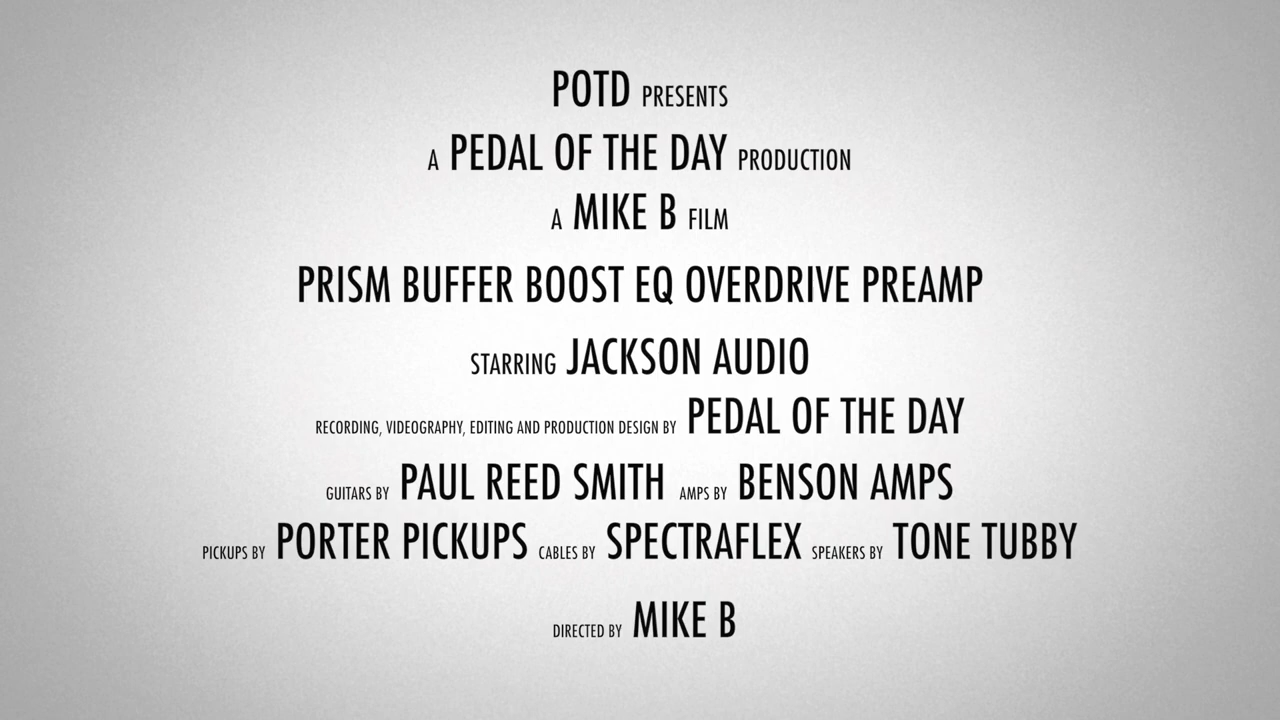 POTD PRESENTS
A PEDAL OF THE DAY PRODUCTION
A MIKE B FILM
PRISM BUFFER BOOST EQ OVERDRIVE PREAMP
STARRING JACKSON AUDIO
RECORDING, VIDEOGRAPHY, EDITING AND PRODUCTION DESIGN BY PEDAL OF THE DAY
GUITARS BY PAUL REED SMITH AMPS BY BENSON AMPS
PICKUPS BY PORTER PICKUPS CABLES BY SPECTRAFLEX SPEAKERS BY TONE TUBBY
DIRECTED BY MIKE B